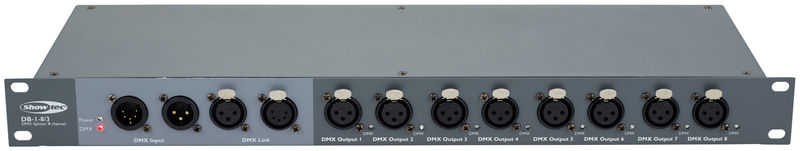 Showtec
DB-1-8/3
DMX Splitter 8 channel
Power
DMX
DMX Input
DMX Link
DMX Output 1
DMX
DMX Output 2
DMX
DMX Output 3
DMX
DMX Output 4
DMX
DMX Output 5
DMX
DMX Output 6
DMX
DMX Output 7
DMX
DMX Output 8
DMX